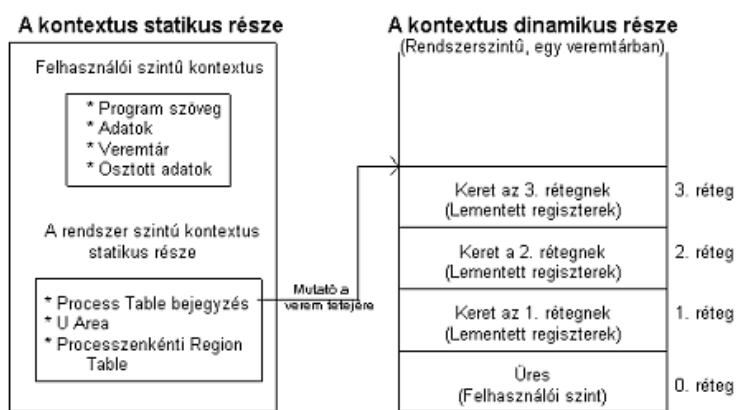 A kontextus statikus része
Felhasználói szintû kontextus
* Program szöveg
* Adatok
* Veremtár
* Osztott adatok
A rendszer szintú kontextus
statikus része
* Process Table bejegyzés
* U Area
* Processzenkénti Region
Table
Mutató a
verem tetejére
A kontextus dinamikus része
(Rendszerszintû, egy veremtárban)
Keret az 3. rétegnek
(Lementett regiszterek)
3. réteg
Keret a 2. rétegnek
(Lementett regiszterek)
2. réteg
Keret az 1. rétegnek
(Lementett regiszterek)
1. réteg
Üres
(Felhasználói szint)
0. réteg